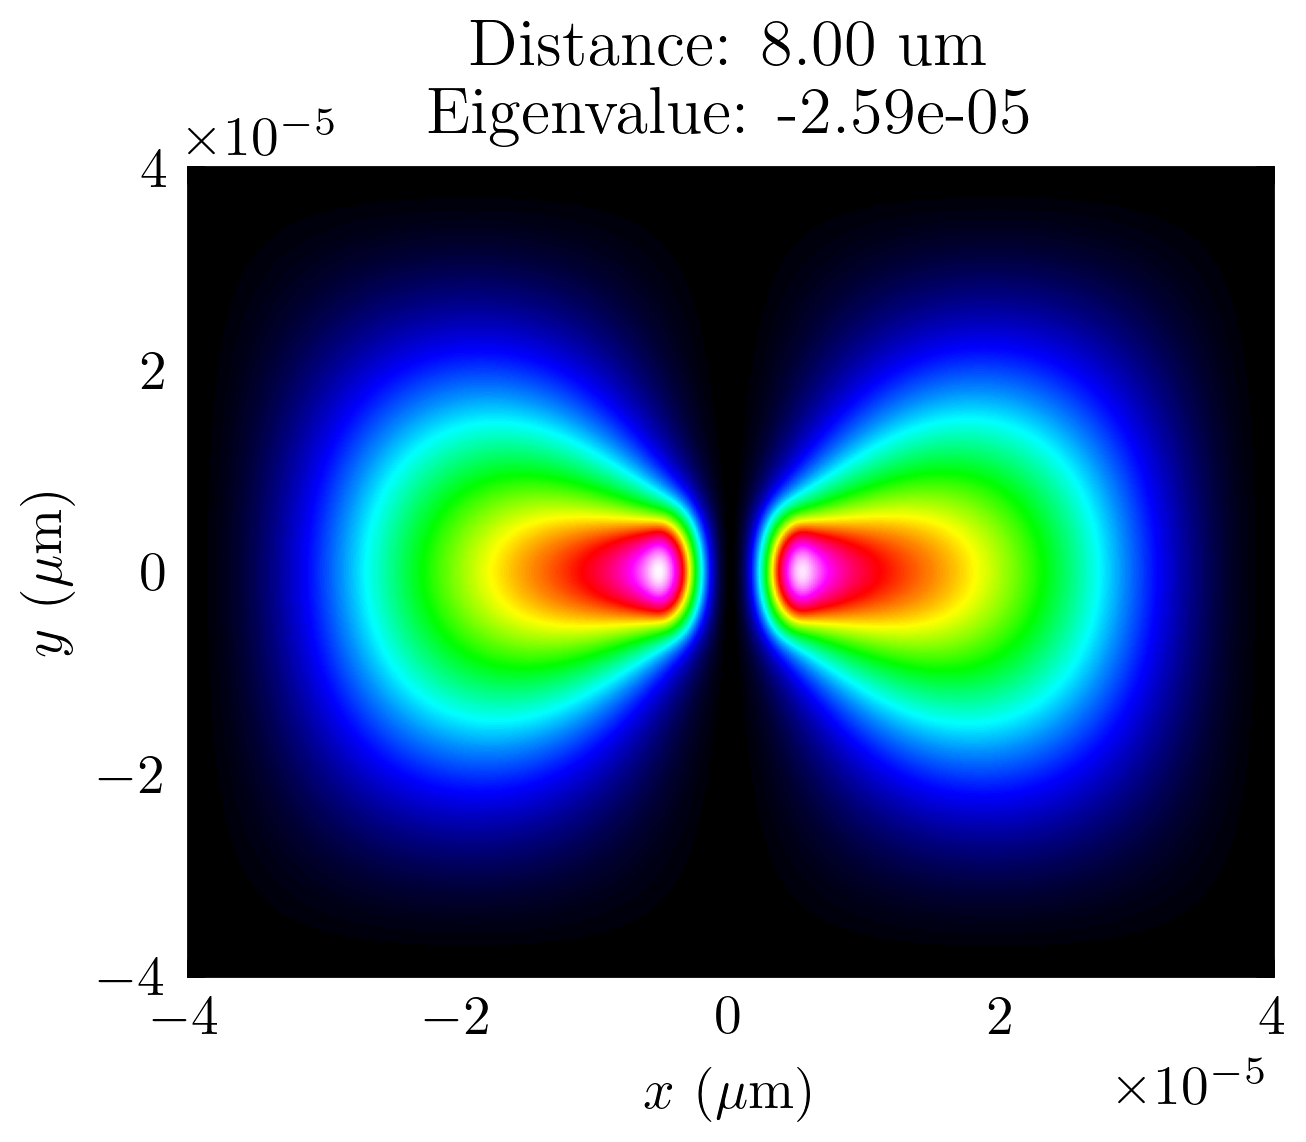 Distance: 8.00 um
Eigenvalue: -2.59e-05
×10⁻⁵
4
2
0
−2
−4
y (μm)
−4 −2 0 2 4
x (μm)
×10⁻⁵